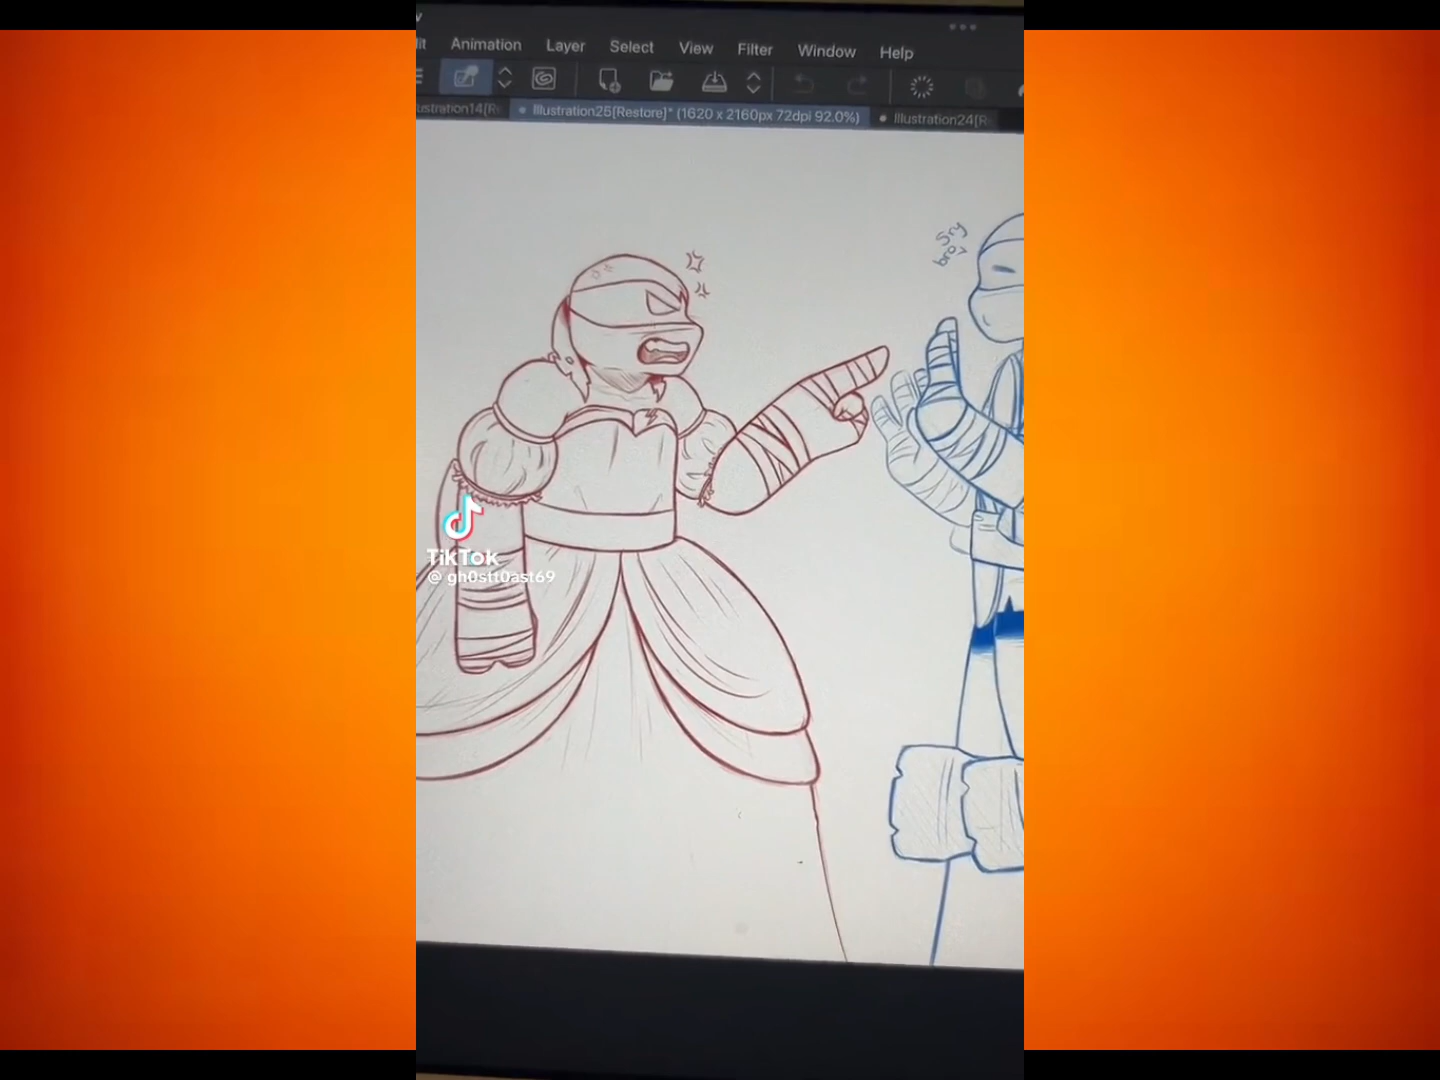 Animation Layer Select View Filter Window Help
Illustration25[Restore]* (1620 x 2160px 72dpi 92.0%)
Illustration24[R
Sry
bro
TikTok
@ gh0stt0ast69